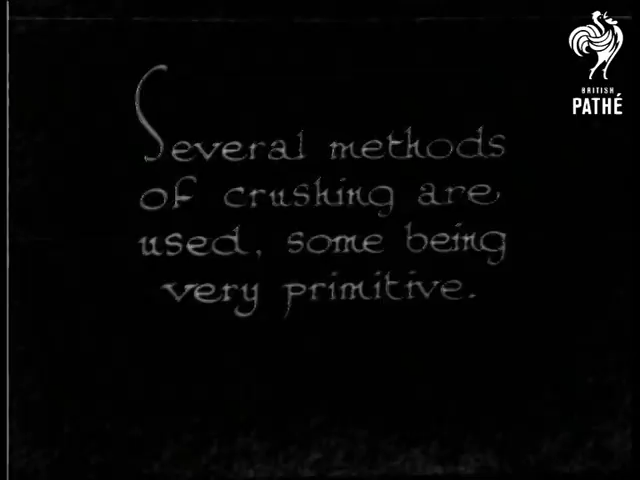 BRITISH
PATHÉ
Several methods
of crushing are
used, some being
very primitive.